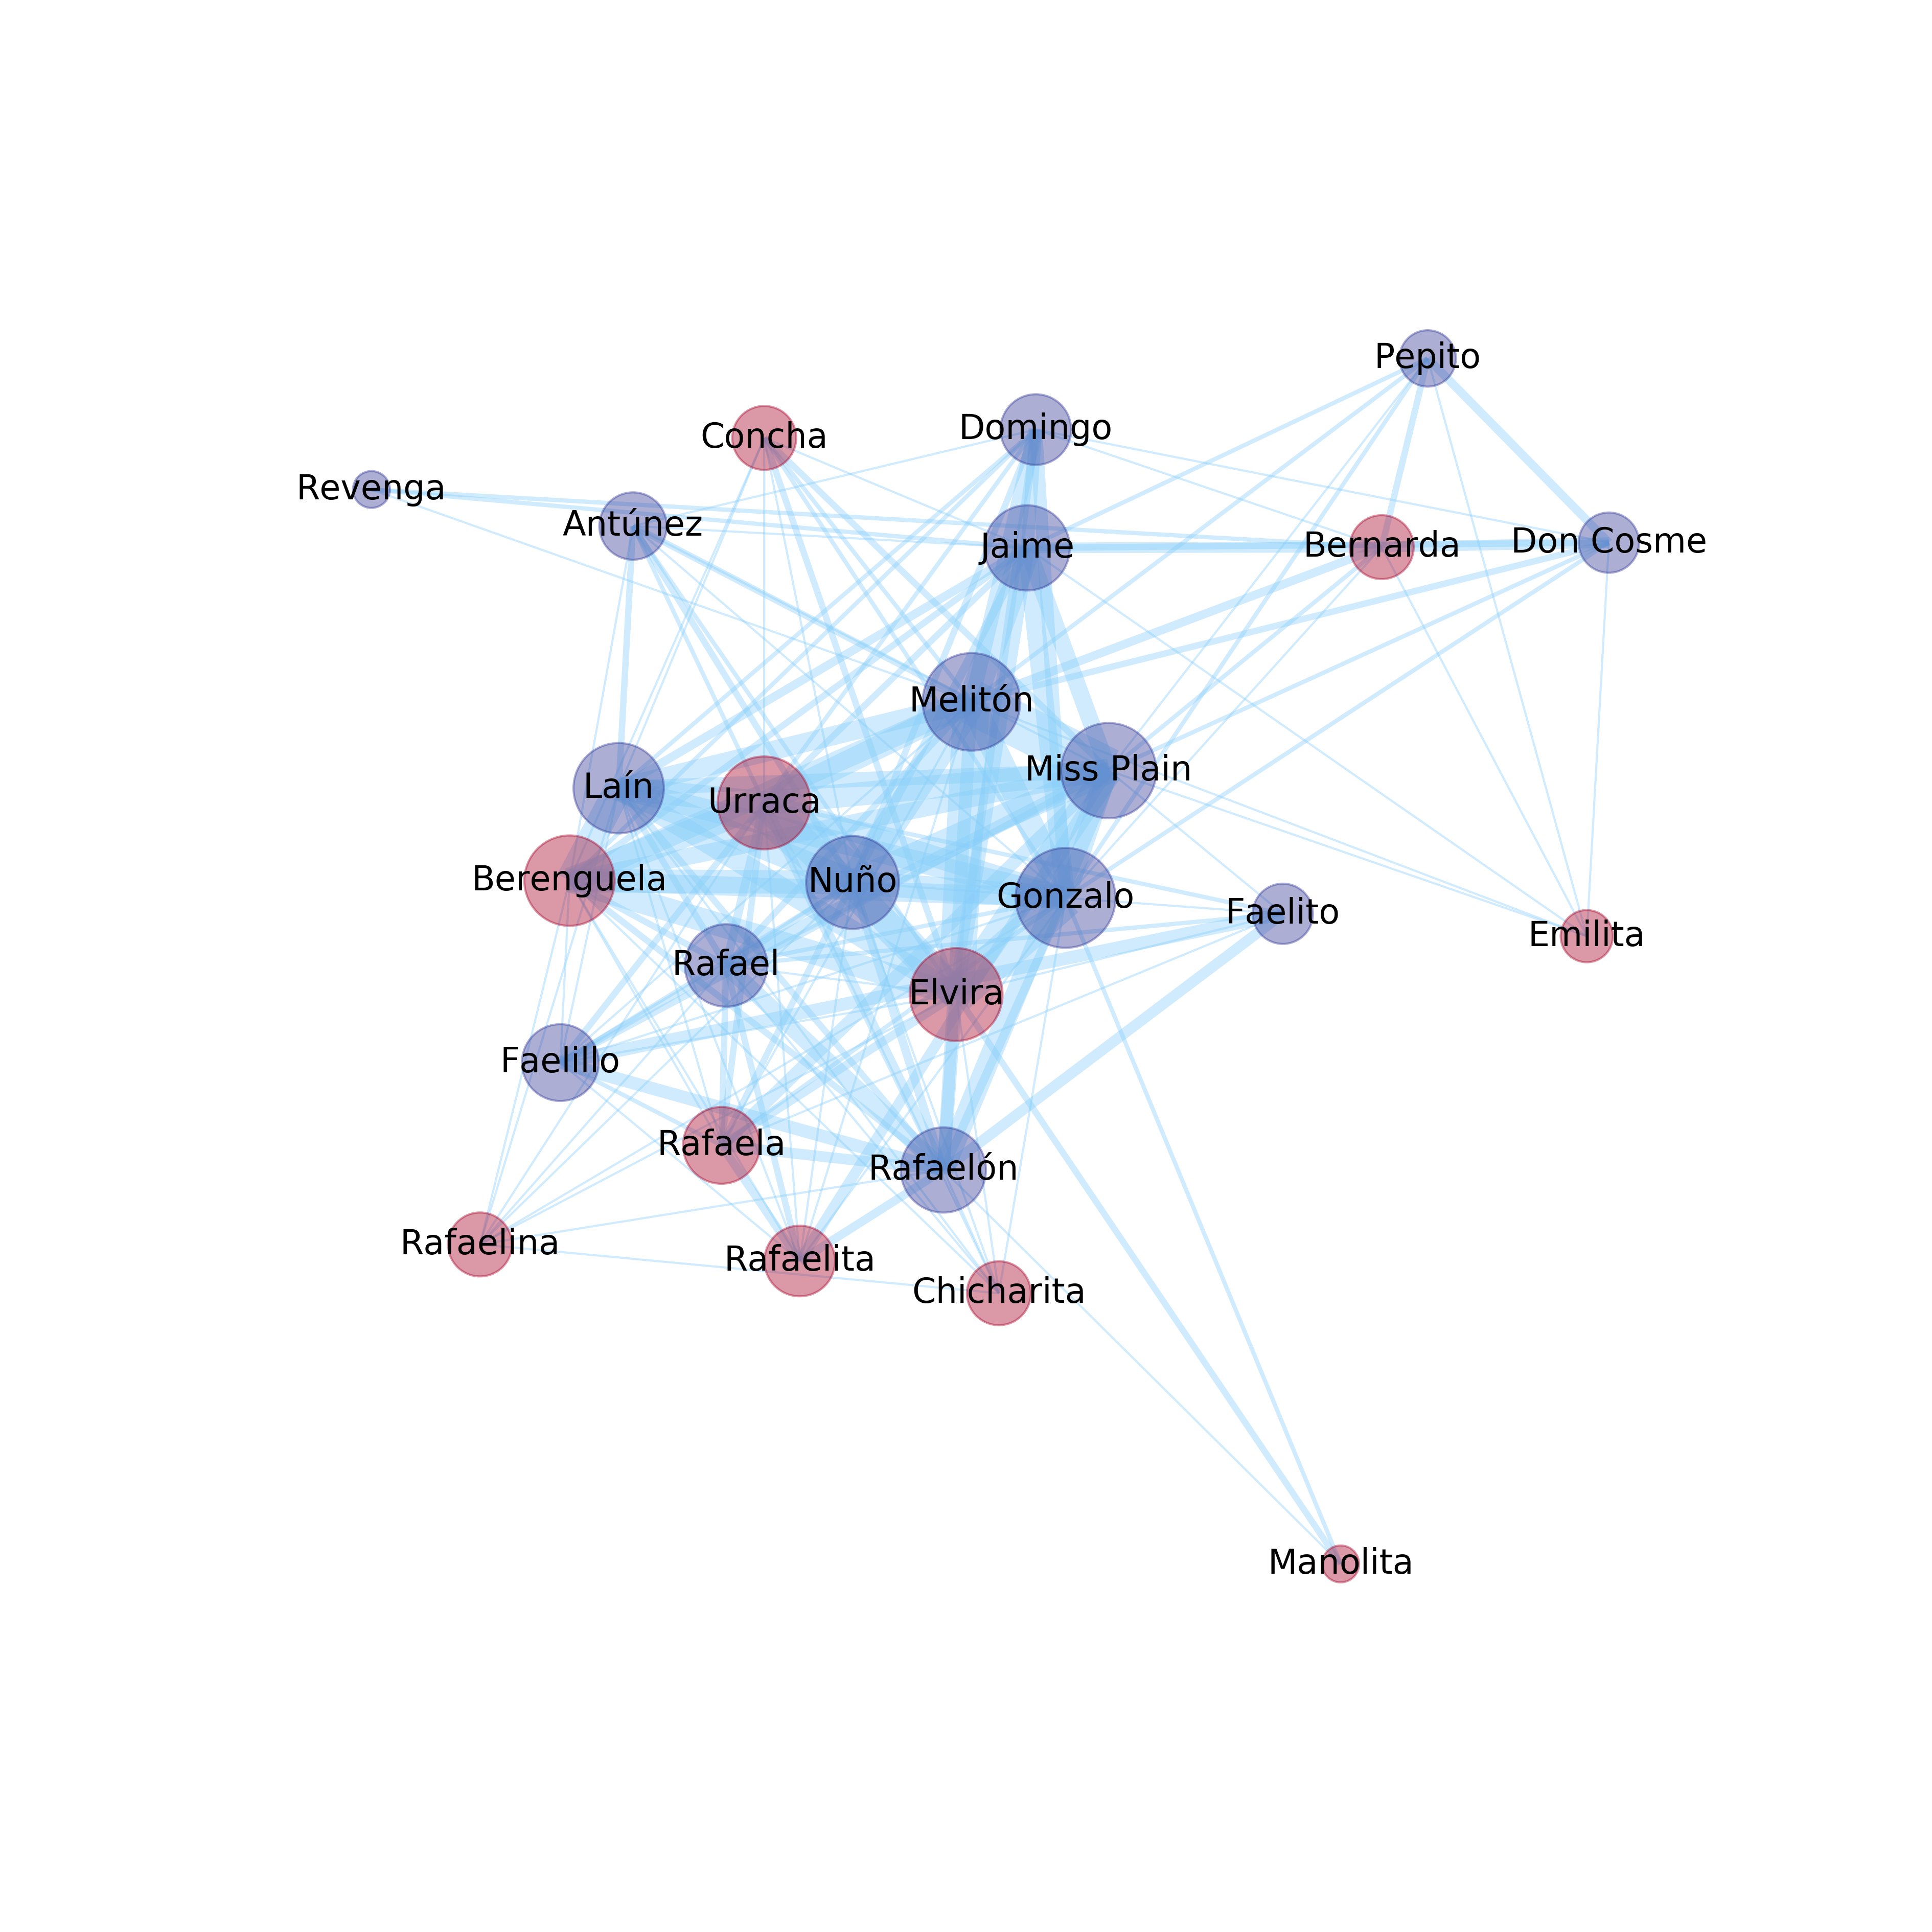 Pepito
Domingo
Concha
Revenga
Antúnez
Jaime
Bernarda
Don Cosme
Melitón
Miss Plain
Laín
Urraca
Berenguela
Nuño
Gonzalo
Faelito
Emilita
Rafael
Elvira
Faelillo
Rafaela
Rafaelón
Rafaelina
Rafaelita
Chicharita
Manolita